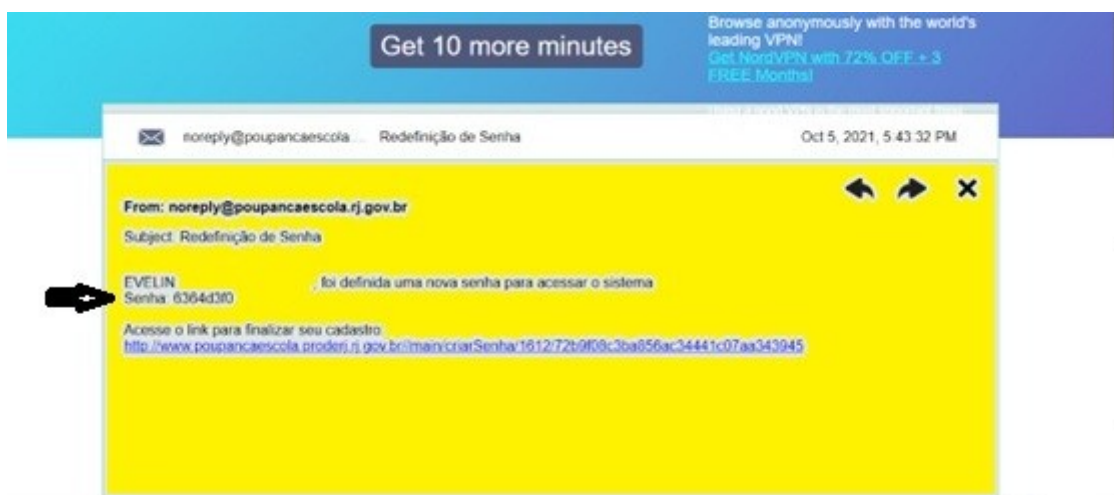 Get 10 more minutes
Browse anonymously with the world's
leading VPN!
Get NordVPN with 72% OFF + 3
FREE Months!
noreply@poupancaescola... Redefinição de Senha Oct 5, 2021, 5:43:32 PM
From: noreply@poupancaescola.rj.gov.br
Subject: Redefinição de Senha
EVELIN , foi definida uma nova senha para acessar o sistema
Senha: 6364d3f0
Acesse o link para finalizar seu cadastro
http://www.poupancaescola.proderj.rj.gov.br//main/criarSenha/1612/72b9f08c3ba856ac34441c07aa343945